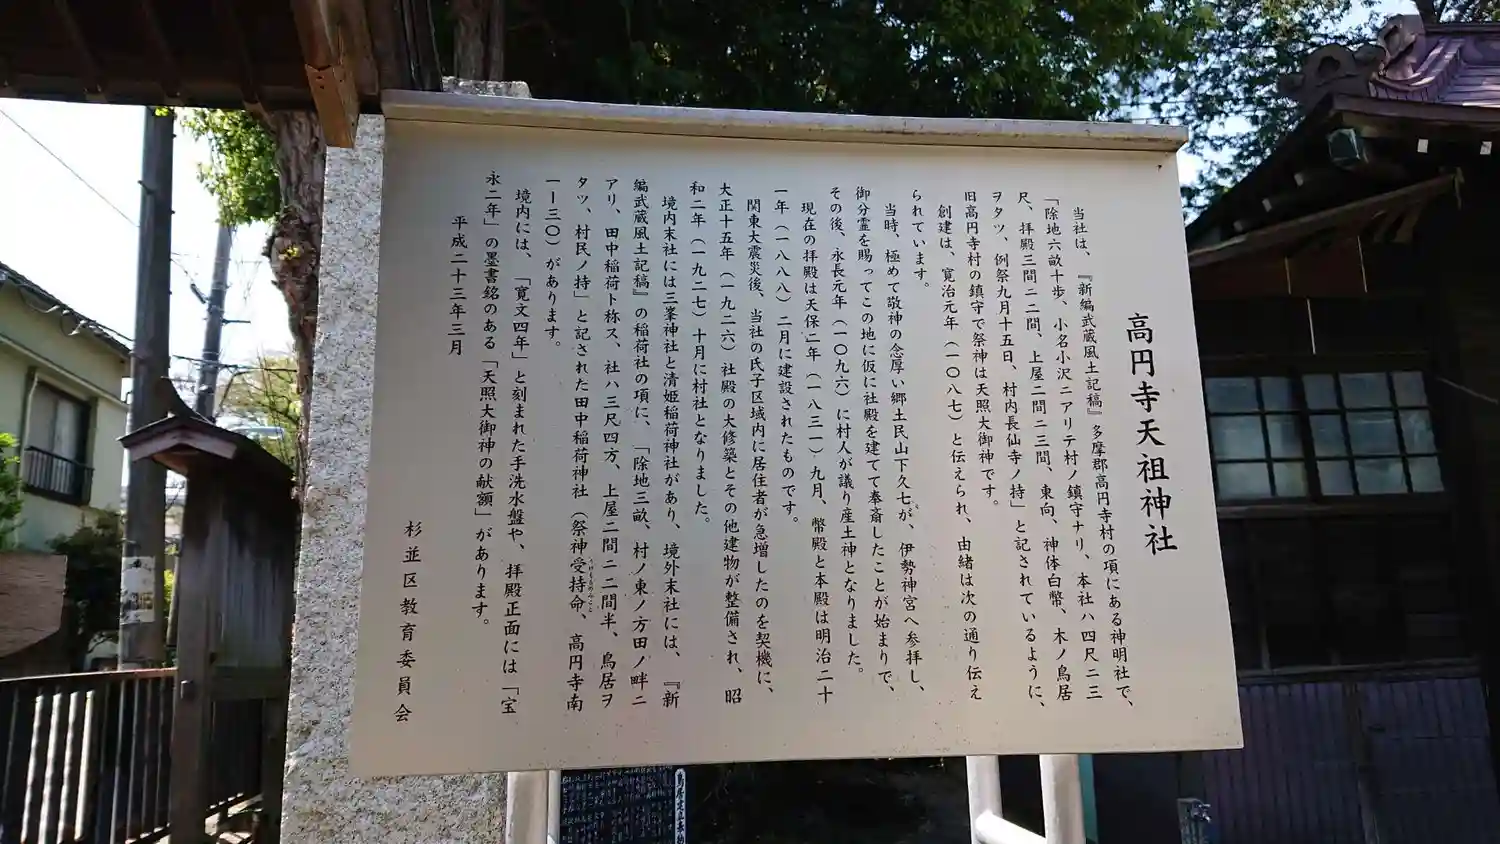 高円寺天祖神社
当社は、『新編武蔵風土記稿』多摩郡高円寺村の項にある神明社で、
「除地六畝十歩、小名小沢ニアリテ村ノ鎮守ナリ、本社ハ四尺ニ三
尺、拝殿三間ニ二間、上屋二間ニ三間、東向、神体白幣、木ノ鳥居
ヲタツ、例祭九月十五日、村内長仙寺ノ持」と記されているように、
旧高円寺村の鎮守で祭神は天照大御神です。
創建は、寛治元年（一〇八七）と伝えられ、由緒は次の通り伝え
られています。
当時、極めて敬神の念厚い郷土民山下久七が、伊勢神宮へ参拝し、
御分霊を賜ってこの地に仮に社殿を建てて奉斎したことが始まりで、
その後、永長元年（一〇九六）に村人が議り産土神となりました。
現在の拝殿は天保二年（一八三一）九月、幣殿と本殿は明治二十
一年（一八八八）二月に建設されたものです。
関東大震災後、当社の氏子区域内に居住者が急増したのを契機に、
大正十五年（一九二六）社殿の大修築とその他建物が整備され、昭
和二年（一九二七）十月に村社となりました。
境内末社には三峯神社と清姫稲荷神社があり、境外末社には、『新
編武蔵風土記稿』の稲荷社の項に、「除地三畝、村ノ東ノ方田ノ畔ニ
アリ、田中稲荷ト称ス、社ハ三尺四方、上屋二間ニ二間半、鳥居ヲ
タツ、村民ノ持」と記された田中稲荷神社（祭神受持命、高円寺南
一ー三〇）があります。
境内には、「寛文四年」と刻まれた手洗水盤や、拝殿正面には「宝
永二年」の墨書銘のある「天照大御神の献額」があります。
平成二十三年三月
杉並区教育委員会